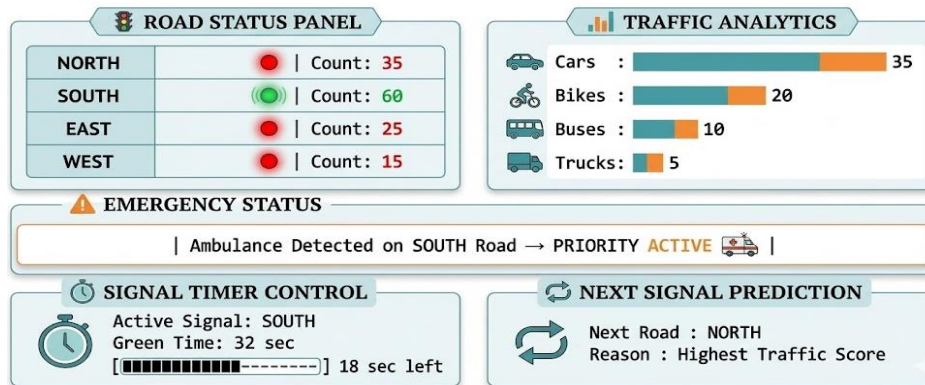 ROAD STATUS PANEL
NORTH | Count: 35
SOUTH | Count: 60
EAST | Count: 25
WEST | Count: 15
TRAFFIC ANALYTICS
Cars : 35
Bikes : 20
Buses : 10
Trucks: 5
EMERGENCY STATUS
| Ambulance Detected on SOUTH Road → PRIORITY ACTIVE |
SIGNAL TIMER CONTROL
Active Signal: SOUTH
Green Time: 32 sec
[████████████--------] 18 sec left
NEXT SIGNAL PREDICTION
Next Road : NORTH
Reason : Highest Traffic Score